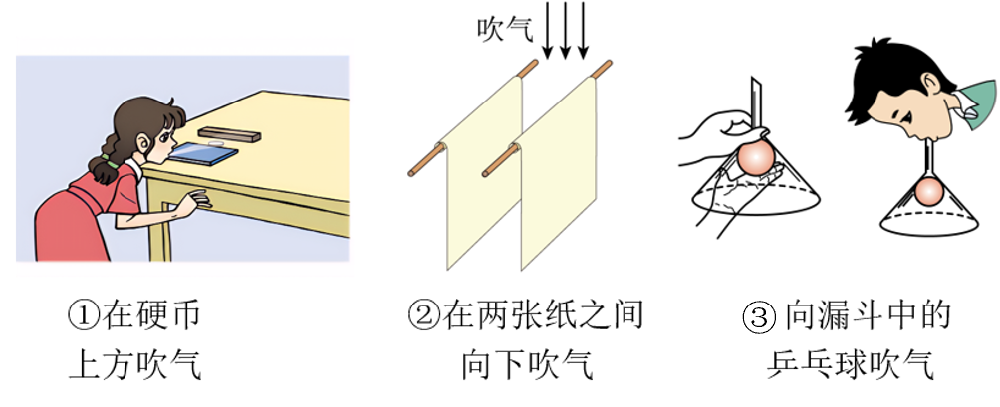 吹气
①在硬币
上方吹气
②在两张纸之间
向下吹气
③向漏斗中的
乒乓球吹气